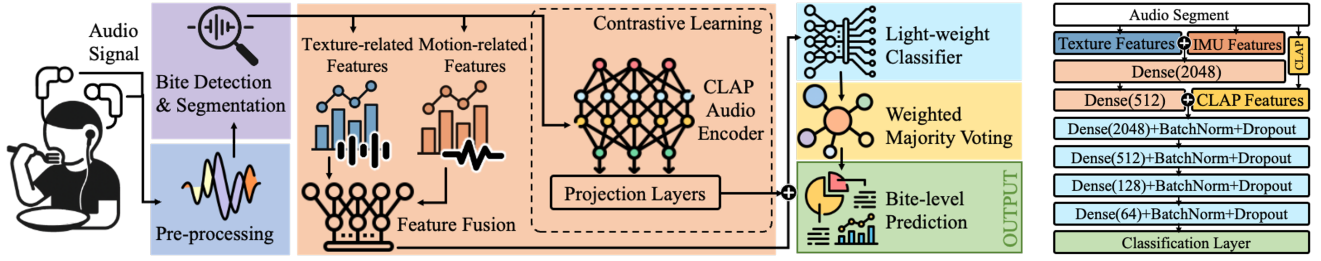 Audio
Signal
Bite Detection
& Segmentation
Pre-processing
Texture-related
Features
Motion-related
Features
Feature Fusion
Contrastive Learning
CLAP
Audio
Encoder
Projection Layers
Light-weight
Classifier
Weighted
Majority Voting
Bite-level
Prediction
OUTPUT
Audio Segment
Texture Features
IMU Features
CLAP
Dense(2048)
Dense(512)
CLAP Features
Dense(2048)+BatchNorm+Dropout
Dense(512)+BatchNorm+Dropout
Dense(128)+BatchNorm+Dropout
Dense(64)+BatchNorm+Dropout
Classification Layer